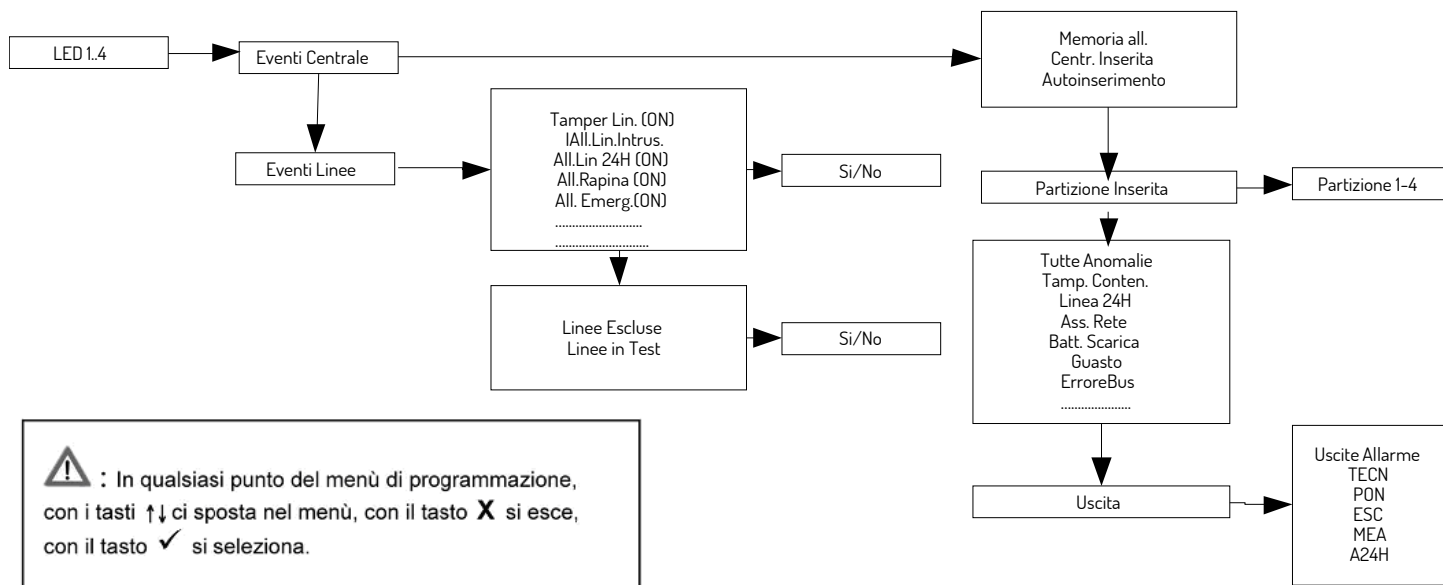 LED 1..4
Eventi Centrale
Memoria all.
Centr. Inserita
Autoinserimento
Eventi Linee
Tamper Lin. (ON)
IAll.Lin.Intrus.
All.Lin 24H (ON)
All.Rapina (ON)
All. Emerg.(ON)
..........................
............................
Si/No
Partizione Inserita
Partizione 1-4
Linee Escluse
Linee in Test
Si/No
Tutte Anomalie
Tamp. Conten.
Linea 24H
Ass. Rete
Batt. Scarica
Guasto
ErroreBus
.....................
Uscita
Uscite Allarme
TECN
PON
ESC
MEA
A24H
: In qualsiasi punto del menù di programmazione,
con i tasti ↑↓ ci sposta nel menù, con il tasto X si esce,
con il tasto ✓ si seleziona.